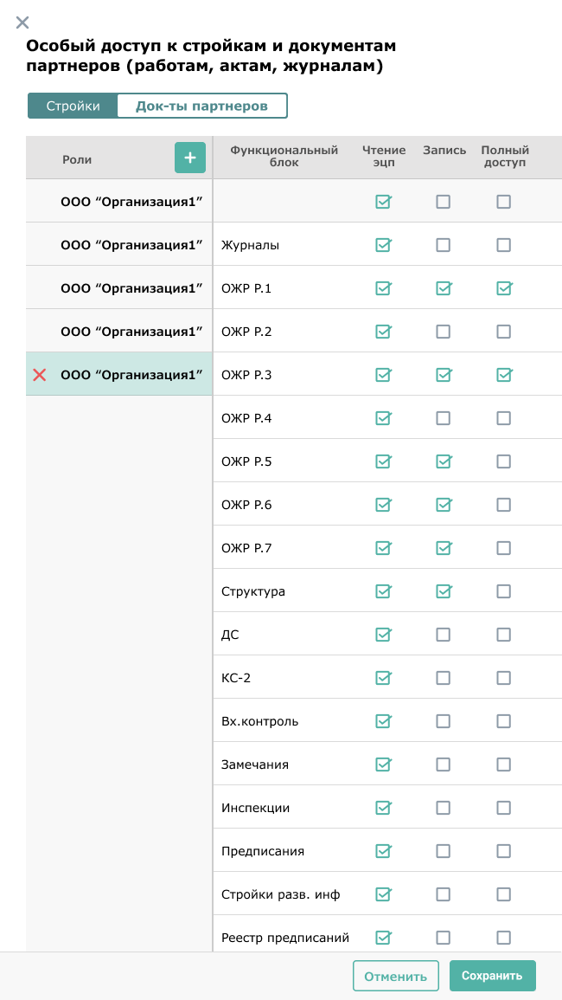 Особый доступ к стройкам и документам
партнеров (работам, актам, журналам)
Стройки
Док-ты партнеров
Роли
Функциональный
блок
Чтение
эцп
Запись
Полный
доступ
ООО “Организация1”
ООО “Организация1”
Журналы
ООО “Организация1”
ОЖР Р.1
ООО “Организация1”
ОЖР Р.2
ООО “Организация1”
ОЖР Р.3
ОЖР Р.4
ОЖР Р.5
ОЖР Р.6
ОЖР Р.7
Структура
ДС
КС-2
Вх.контроль
Замечания
Инспекции
Предписания
Стройки разв. инф
Реестр предписаний
Отменить
Сохранить